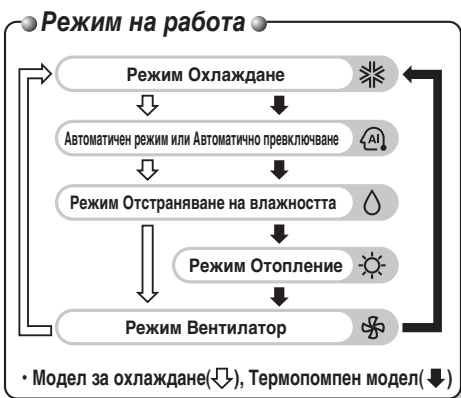 Режим на работа
Режим Охлаждане
Автоматичен режим или Автоматично превключване
AI
Режим Отстраняване на влажността
Режим Отопление
Режим Вентилатор
· Модел за охлаждане(⇩), Термопомпен модел(⬇)